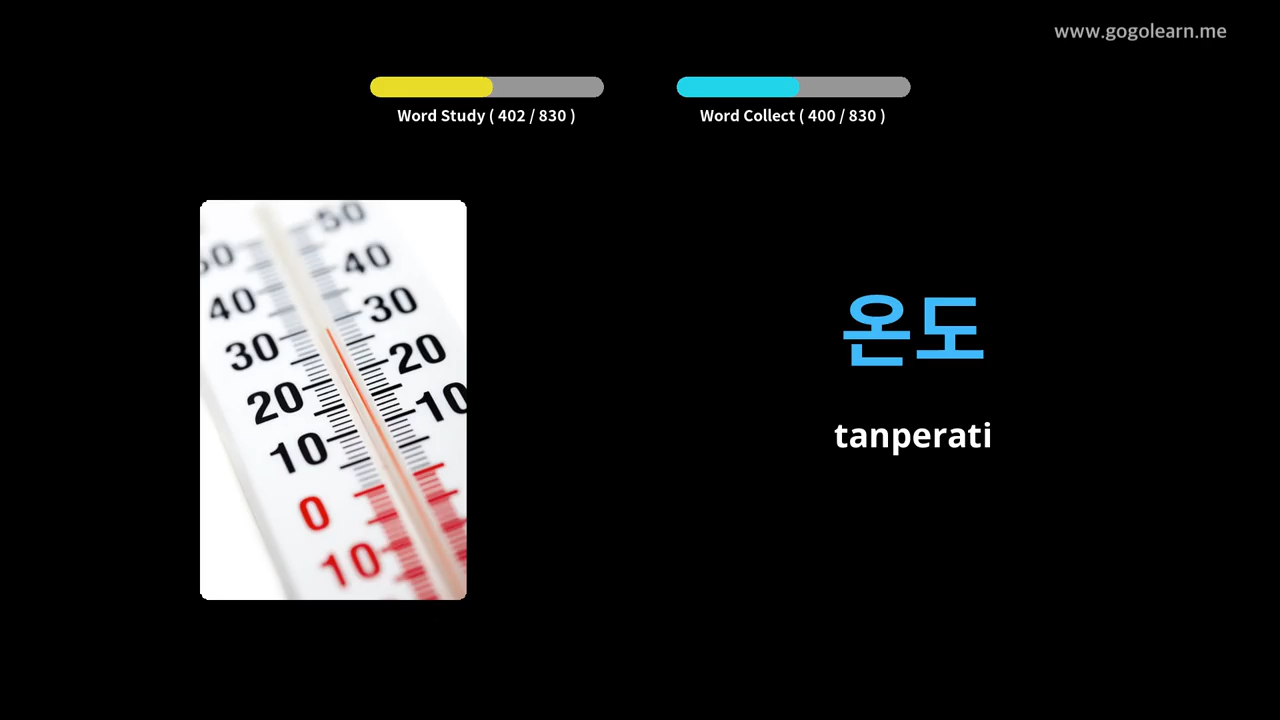 www.gogolearn.me
Word Study ( 402 / 830 )
Word Collect ( 400 / 830 )
50
50
40
40
30
30
20
20
10
10
0
10
온도
tanperati